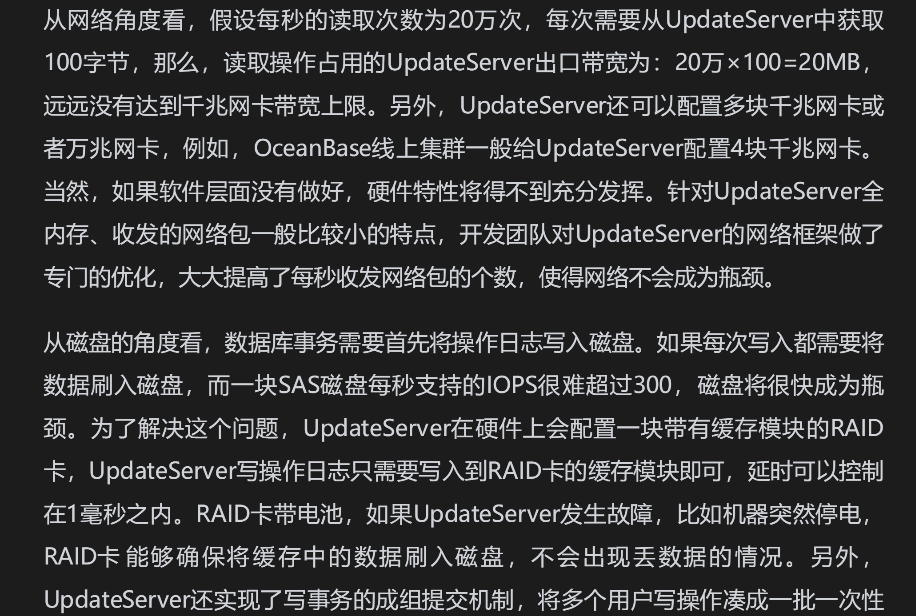 从网络角度看，假设每秒的读取次数为20万次，每次需要从UpdateServer中获取
100字节，那么，读取操作占用的UpdateServer出口带宽为：20万×100=20MB，
远远没有达到千兆网卡带宽上限。另外，UpdateServer还可以配置多块千兆网卡或
者万兆网卡，例如，OceanBase线上集群一般给UpdateServer配置4块千兆网卡。
当然，如果软件层面没有做好，硬件特性将得不到充分发挥。针对UpdateServer全
内存、收发的网络包一般比较小的特点，开发团队对UpdateServer的网络框架做了
专门的优化，大大提高了每秒收发网络包的个数，使得网络不会成为瓶颈。
从磁盘的角度看，数据库事务需要首先将操作日志写入磁盘。如果每次写入都需要将
数据刷入磁盘，而一块SAS磁盘每秒支持的IOPS很难超过300，磁盘将很快成为瓶
颈。为了解决这个问题，UpdateServer在硬件上会配置一块带有缓存模块的RAID
卡，UpdateServer写操作日志只需要写入到RAID卡的缓存模块即可，延时可以控制
在1毫秒之内。RAID卡带电池，如果UpdateServer发生故障，比如机器突然停电，
RAID卡能够确保将缓存中的数据刷入磁盘，不会出现丢数据的情况。另外，
UpdateServer还实现了写事务的成组提交机制，将多个用户写操作凑成一批一次性